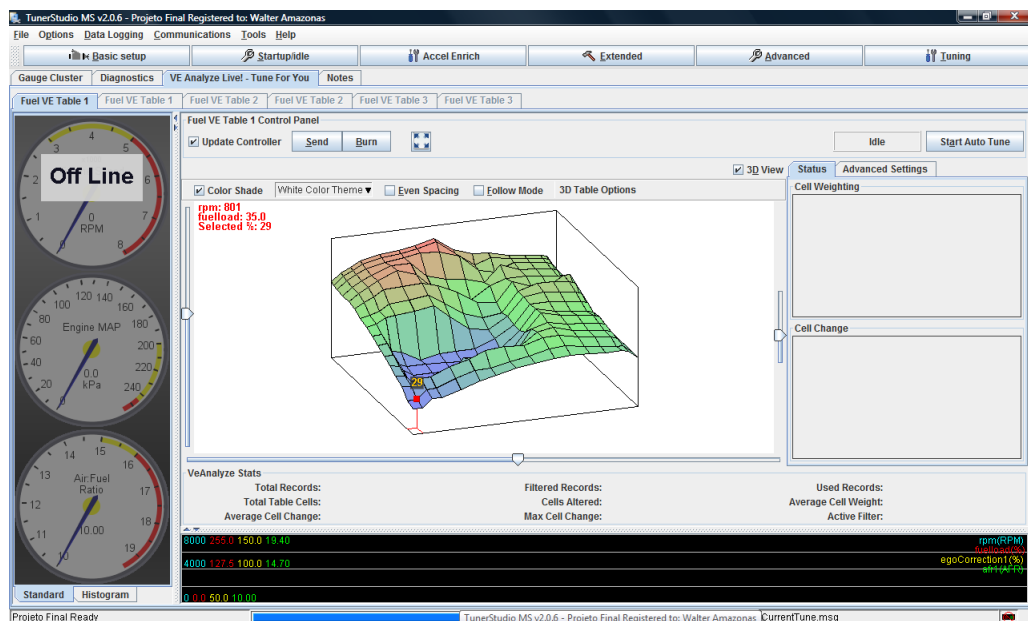 TunerStudio MS v2.0.6 - Projeto Final Registered to: Walter Amazonas
File Options Data Logging Communications Tools Help
Basic setup Startup/idle Accel Enrich Extended Advanced Tuning
Gauge Cluster Diagnostics VE Analyze Live! - Tune For You Notes
Fuel VE Table 1 Fuel VE Table 1 Fuel VE Table 2 Fuel VE Table 2 Fuel VE Table 3 Fuel VE Table 3
Fuel VE Table 1 Control Panel
Update Controller Send Burn Idle Start Auto Tune
3D View Status Advanced Settings
Color Shade White Color Theme Even Spacing Follow Mode 3D Table Options
Cell Weighting
rpm: 801
fuelload: 35.0
Selected %: 29
29
Cell Change
Off Line
0 1 2 3 4 5 6 7 8
0
RPM
0 20 40 60 80 100 120 140 160 180 200 220 240
Engine MAP
0.0
kPa
10 11 12 13 14 15 16 17 18 19
Air:Fuel
Ratio
10.00
VeAnalyze Stats
Total Records: Filtered Records: Used Records:
Total Table Cells: Cells Altered: Average Cell Weight:
Average Cell Change: Max Cell Change: Active Filter:
8000 255.0 150.0 19.40 rpm(RPM)
fuelload(%)
4000 127.5 100.0 14.70 egoCorrection1(%)
afr1(AFR)
0 0.0 50.0 10.00
Standard Histogram
Projeto Final Ready TunerStudio MS v2.0.6 - Projeto Final Registered to: Walter Amazonas CurrentTune.msq